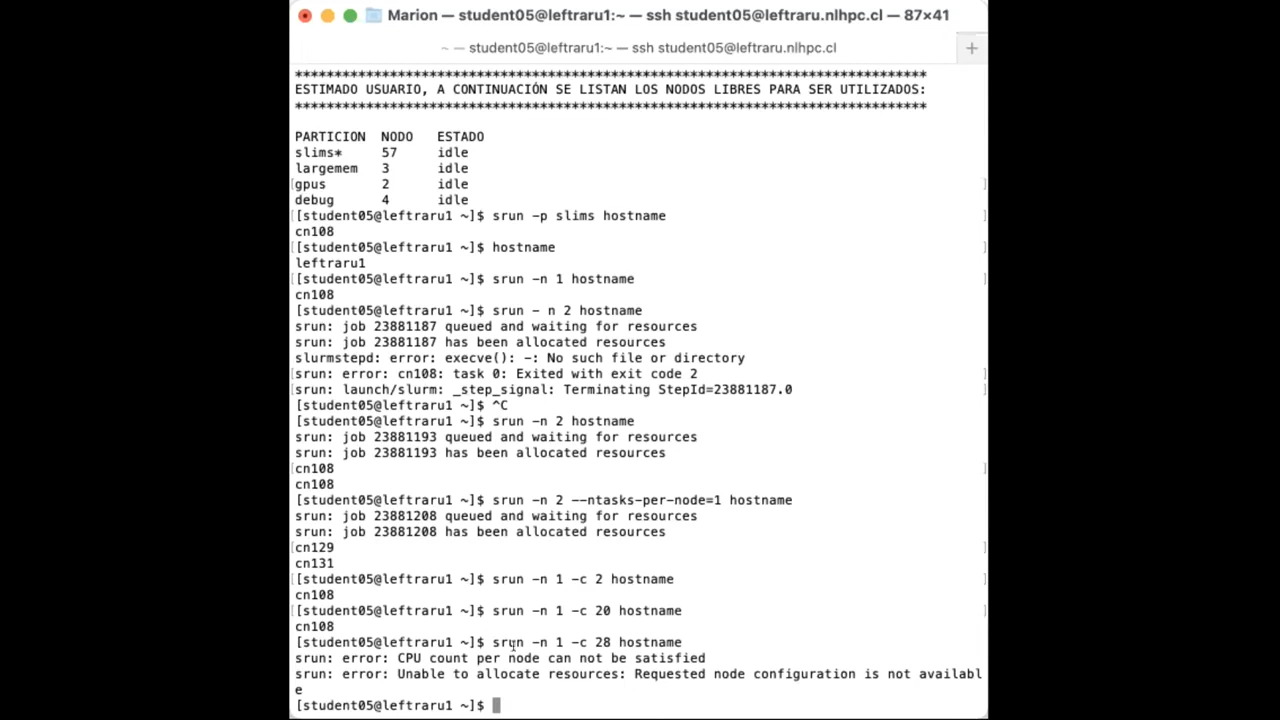 Marion — student05@leftraru1:~ — ssh student05@leftraru.nlhpc.cl — 87×41
~ — student05@leftraru1:~ — ssh student05@leftraru.nlhpc.cl
+
********************************************************************************
ESTIMADO USUARIO, A CONTINUACIÓN SE LISTAN LOS NODOS LIBRES PARA SER UTILIZADOS:
********************************************************************************
PARTICION  NODO   ESTADO
slims*     57     idle
largemem   3      idle
[gpus       2      idle ]
debug      4      idle
[[student05@leftraru1 ~]$ srun -p slims hostname ]
cn108
[[student05@leftraru1 ~]$ hostname ]
leftraru1
[[student05@leftraru1 ~]$ srun -n 1 hostname ]
cn108
[student05@leftraru1 ~]$ srun - n 2 hostname
srun: job 23881187 queued and waiting for resources
srun: job 23881187 has been allocated resources
slurmstepd: error: execve(): -: No such file or directory
[srun: error: cn108: task 0: Exited with exit code 2 ]
[srun: launch/slurm: _step_signal: Terminating StepId=23881187.0 ]
[student05@leftraru1 ~]$ ^C
[[student05@leftraru1 ~]$ srun -n 2 hostname
srun: job 23881193 queued and waiting for resources
srun: job 23881193 has been allocated resources
[cn108 ]
cn108
[student05@leftraru1 ~]$ srun -n 2 --ntasks-per-node=1 hostname
srun: job 23881208 queued and waiting for resources
srun: job 23881208 has been allocated resources
[cn129 ]
cn131
[[student05@leftraru1 ~]$ srun -n 1 -c 2 hostname ]
cn108
[[student05@leftraru1 ~]$ srun -n 1 -c 20 hostname ]
cn108
[[student05@leftraru1 ~]$ srun -n 1 -c 28 hostname
srun: error: CPU count per node can not be satisfied
srun: error: Unable to allocate resources: Requested node configuration is not availabl
e
[student05@leftraru1 ~]$